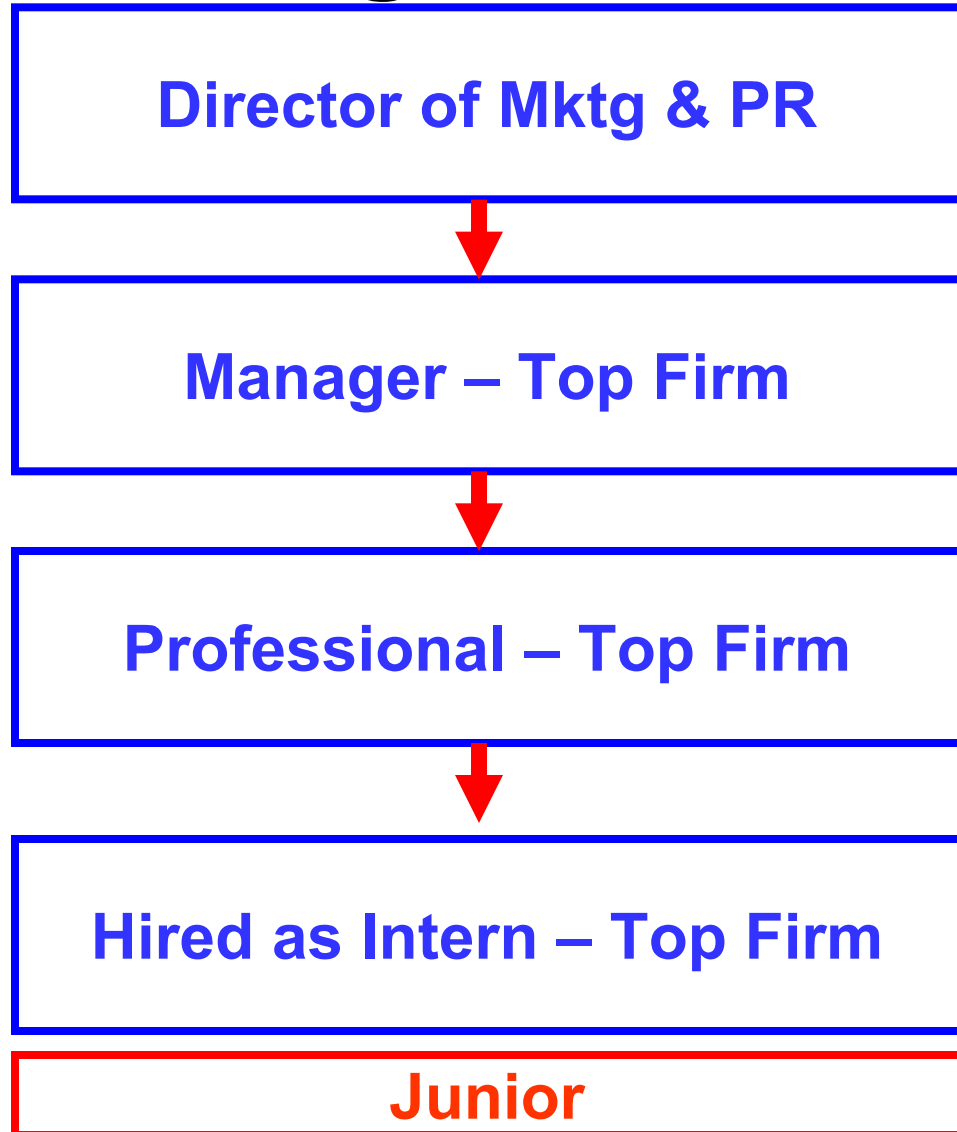 Director of Mktg & PR
Manager – Top Firm
Professional – Top Firm
Hired as Intern – Top Firm
Junior